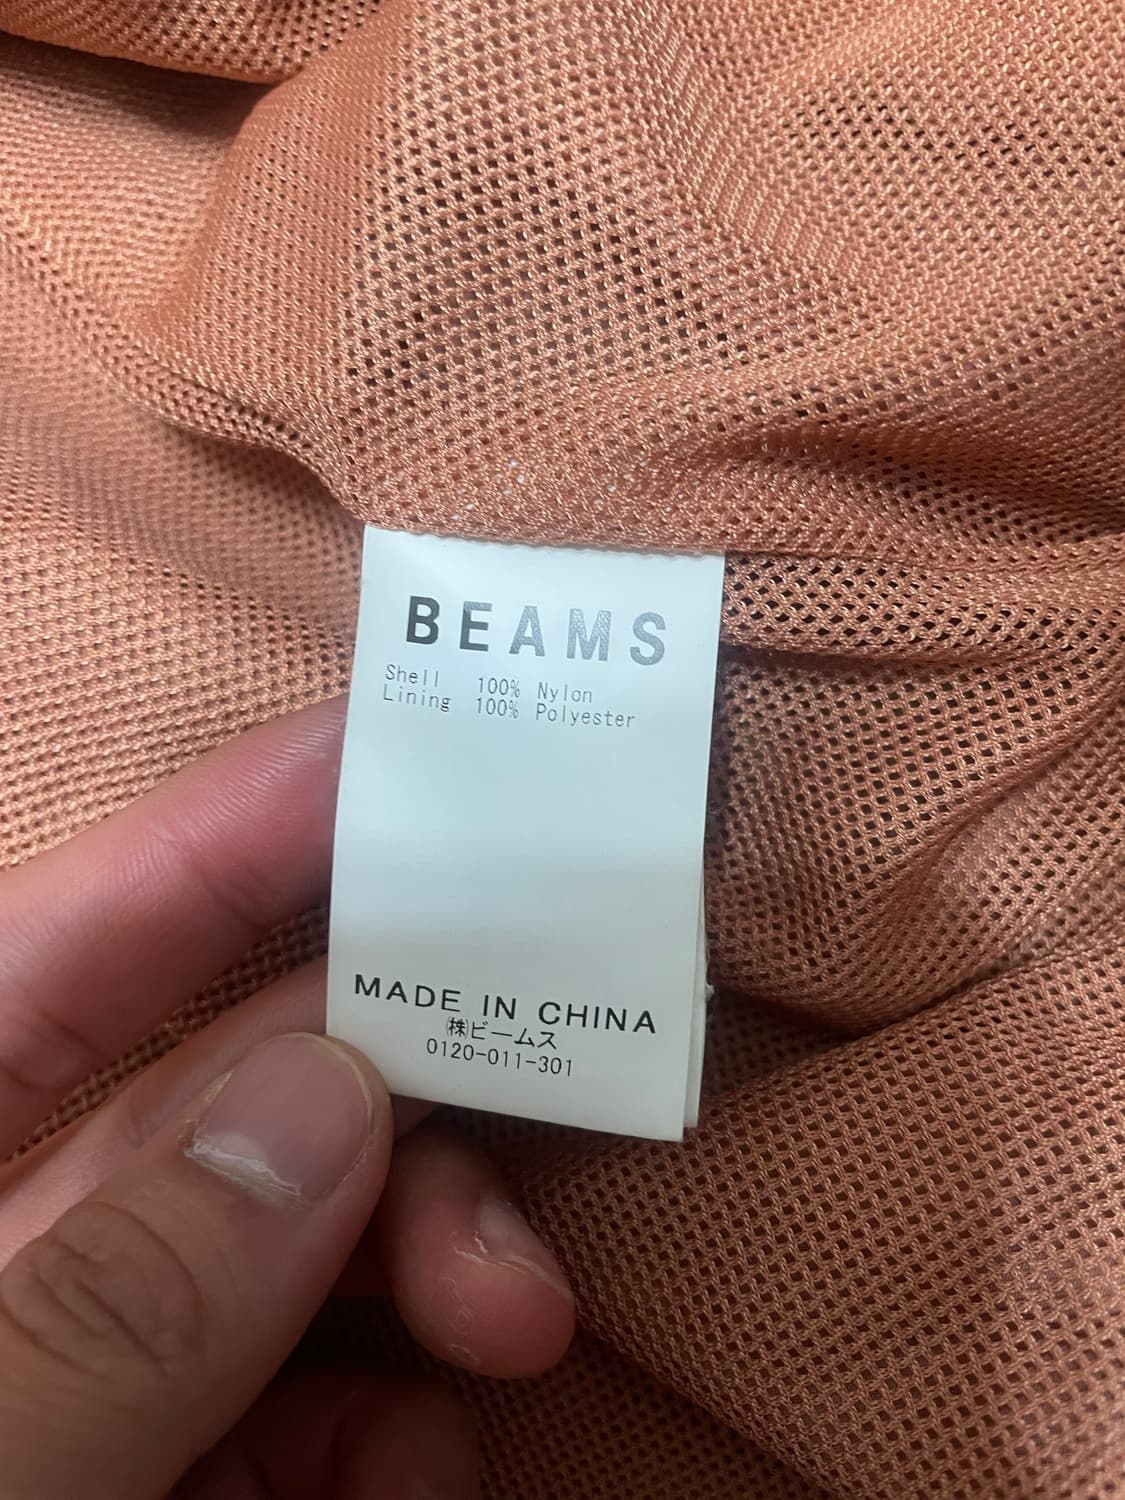 BEAMS
Shell 100% Nylon
Lining 100% Polyester
MADE IN CHINA
㈱ビームス
0120-011-301